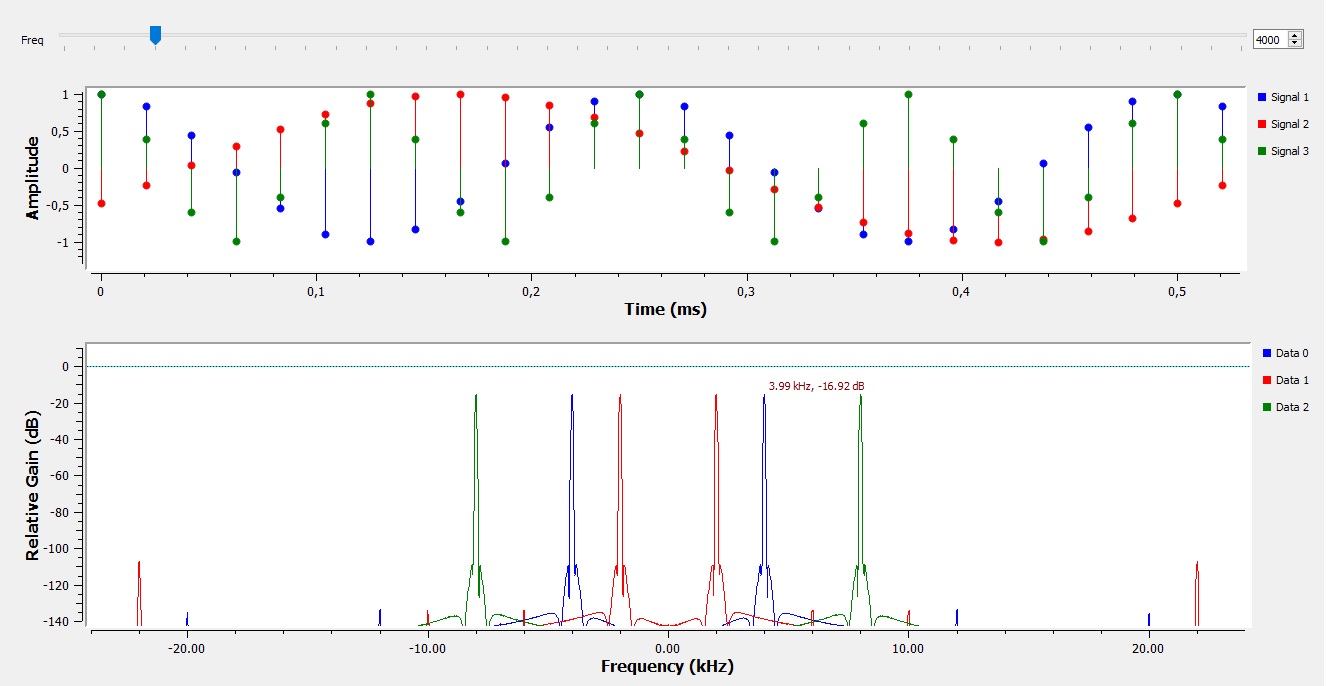 Freq
4000
1
0,5
0
-0,5
-1
Amplitude
Signal 1
Signal 2
Signal 3
0
0,1
0,2
0,3
0,4
0,5
Time (ms)
0
-20
-40
-60
-80
-100
-120
-140
Relative Gain (dB)
3.99 kHz, -16.92 dB
Data 0
Data 1
Data 2
-20.00
-10.00
0.00
10.00
20.00
Frequency (kHz)